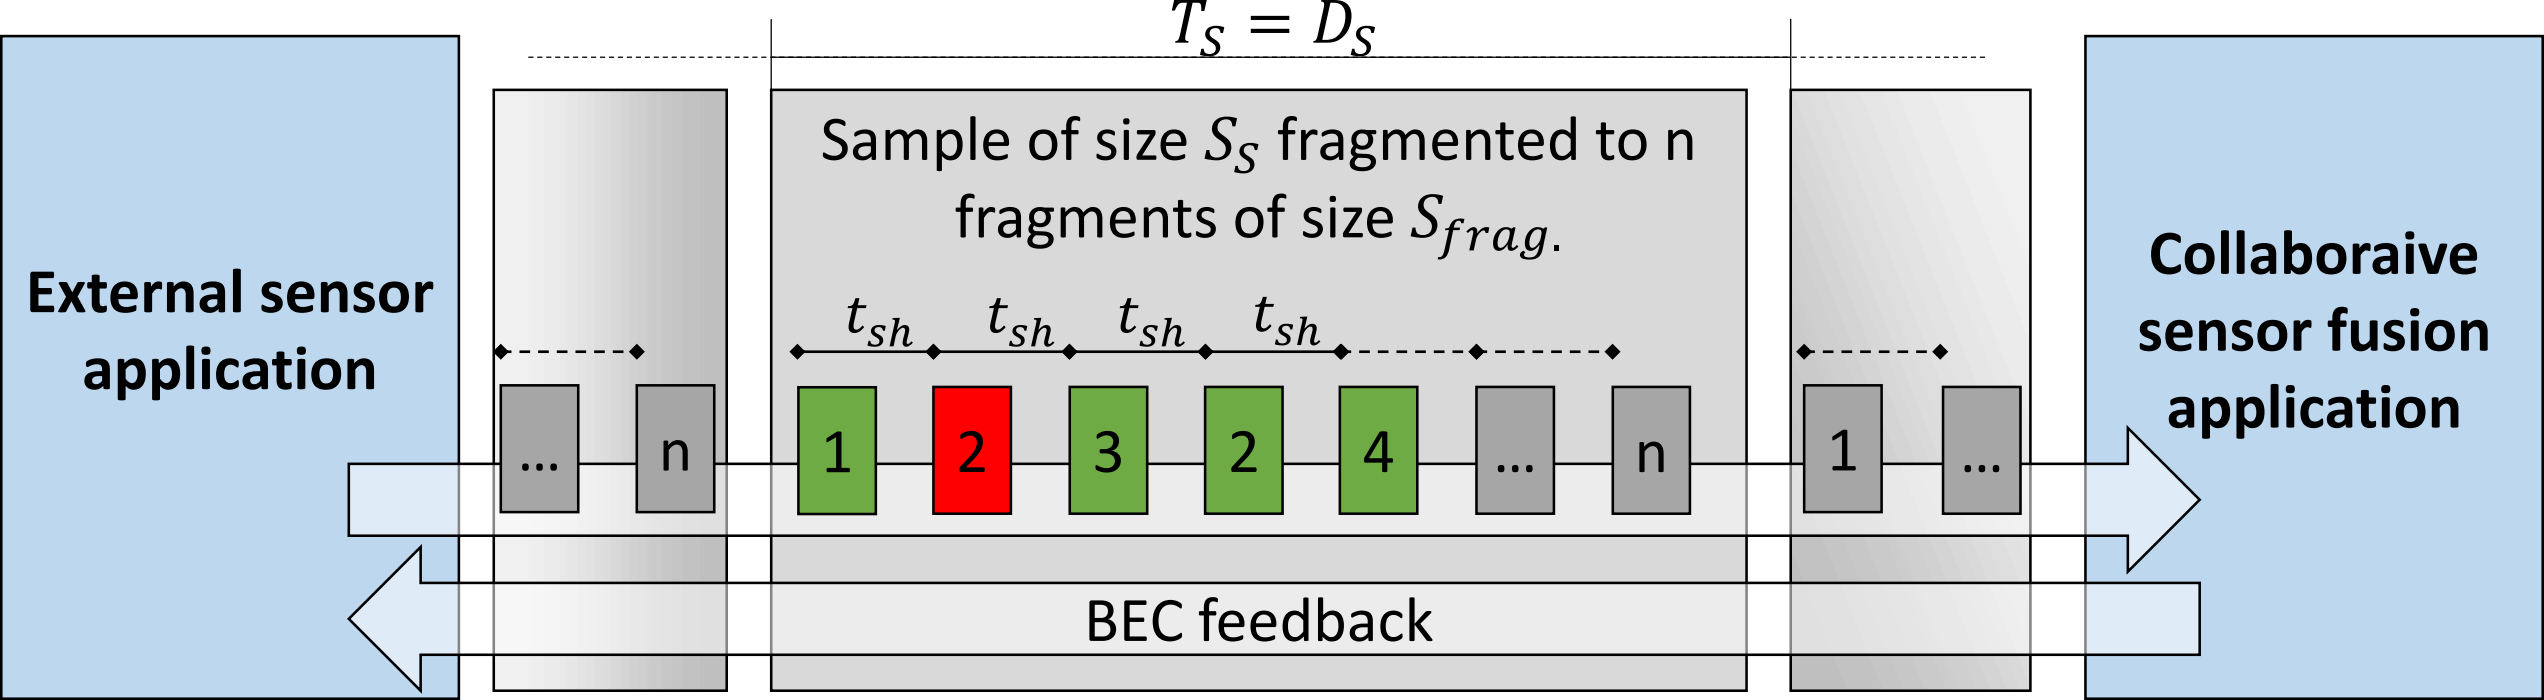 T_S = D_S
External sensor
application
Sample of size S_S fragmented to n
fragments of size S_frag.
t_sh t_sh t_sh t_sh
... n 1 2 3 2 4 ... n 1 ...
BEC feedback
Collaboraive
sensor fusion
application